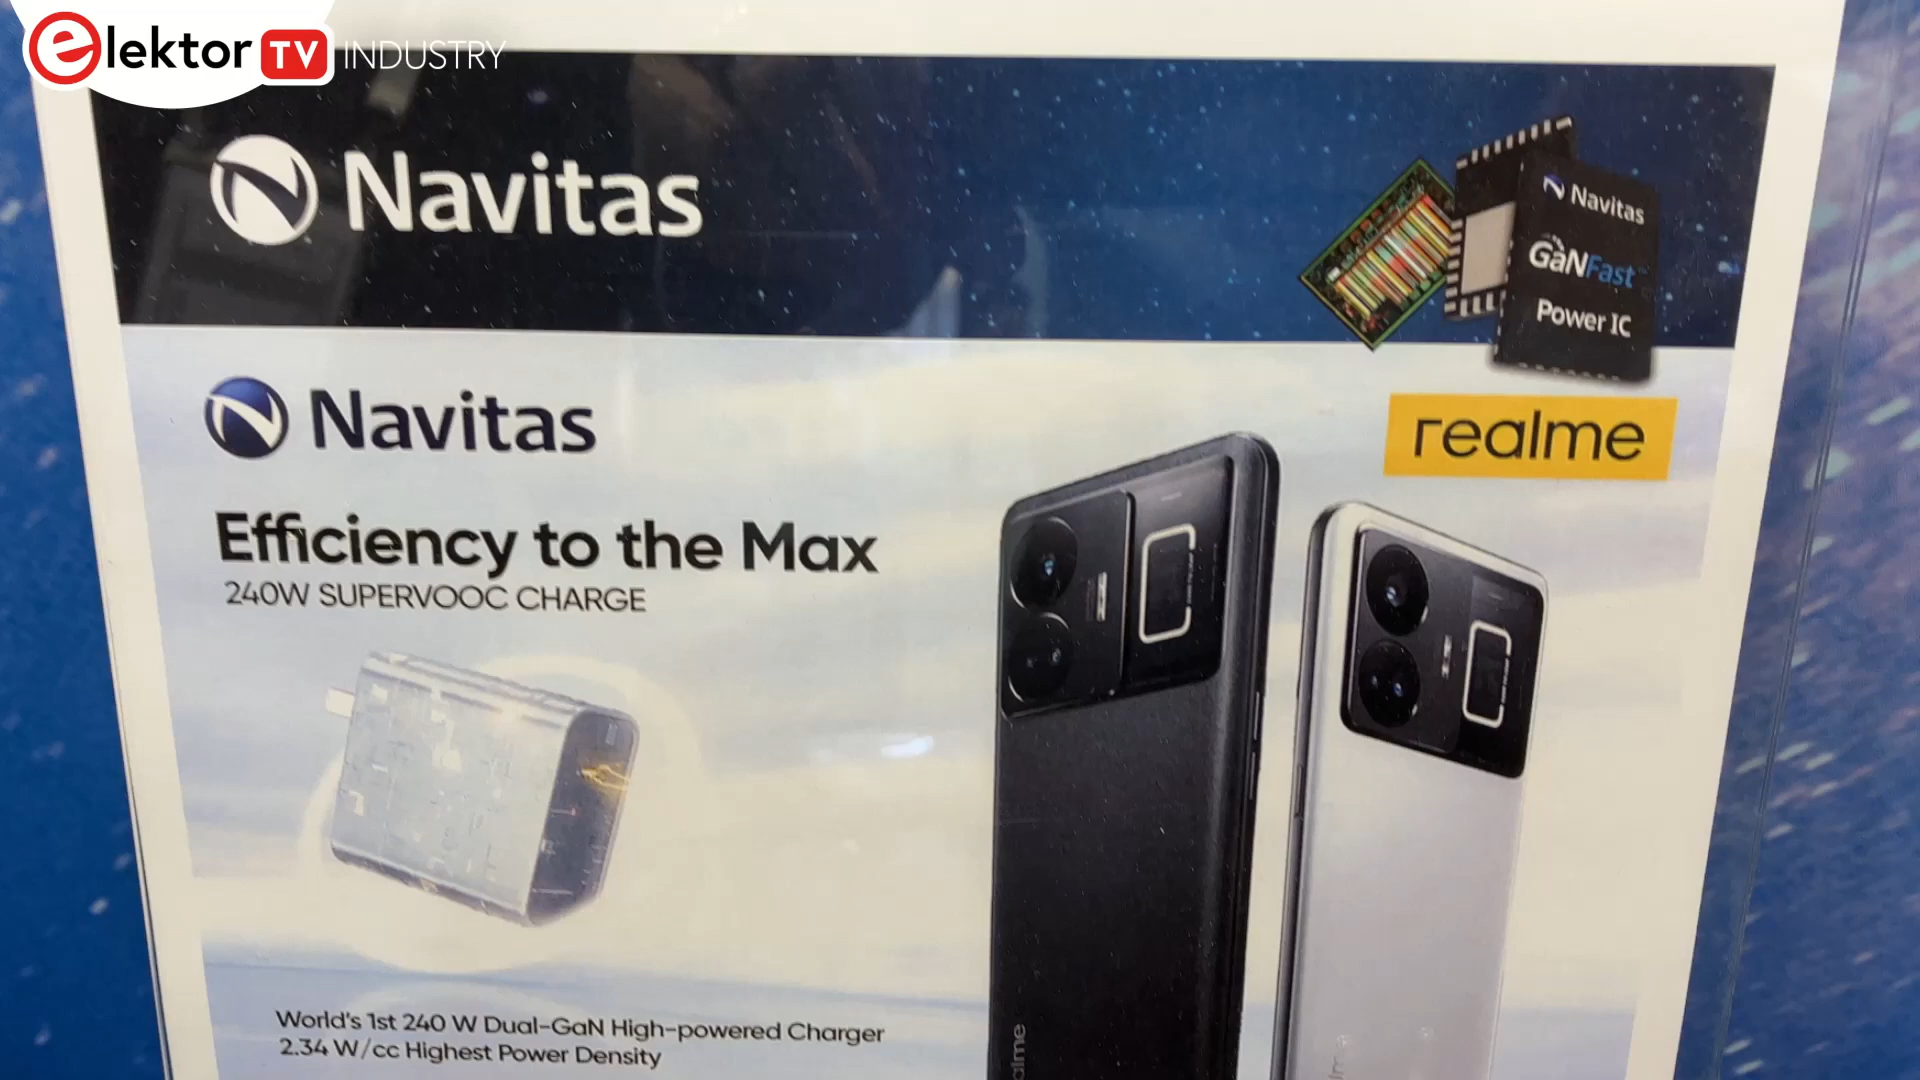 elektor TV INDUSTRY
Navitas
Navitas
GaNFast
Power IC
Navitas
realme
Efficiency to the Max
240W SUPERVOOC CHARGE
World's 1st 240 W Dual-GaN High-powered Charger
2.34 W/cc Highest Power Density